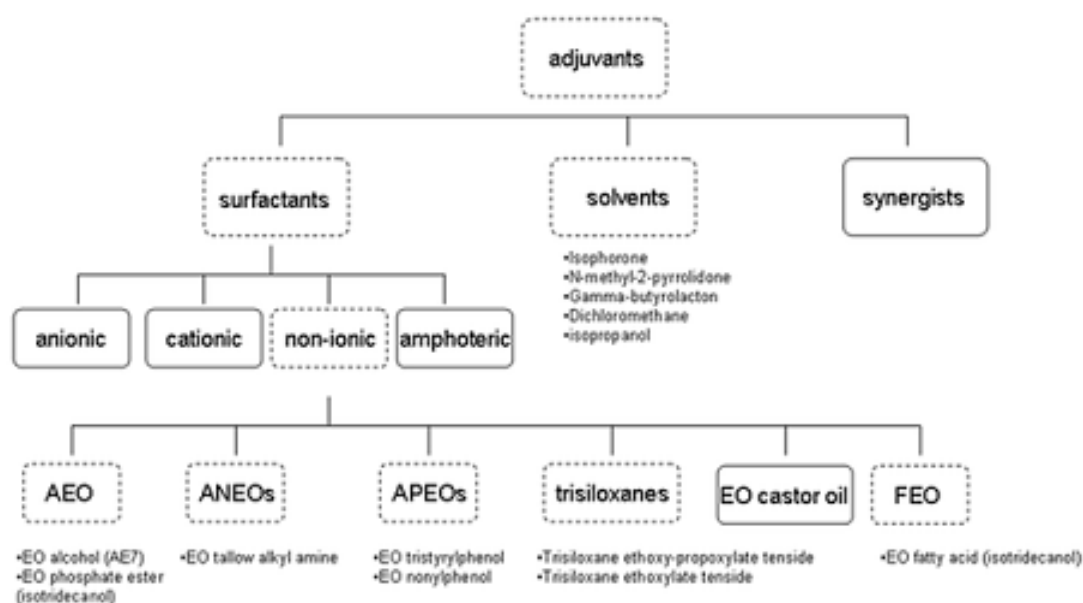 adjuvants
surfactants
solvents
synergists
•Isophorone
•N-methyl-2-pyrrolidone
•Gamma-butyrolacton
•Dichloromethane
•isopropanol
anionic
cationic
non-ionic
amphoteric
AEO
ANEOs
APEOs
trisiloxanes
EO castor oil
FEO
•EO alcohol (AE7)
•EO phosphate ester
(isotridecanol)
•EO tallow alkyl amine
•EO tristyrylphenol
•EO nonylphenol
•Trisiloxane ethoxy-propoxylate tenside
•Trisiloxane ethoxylate tenside
•EO fatty acid (isotridecanol)